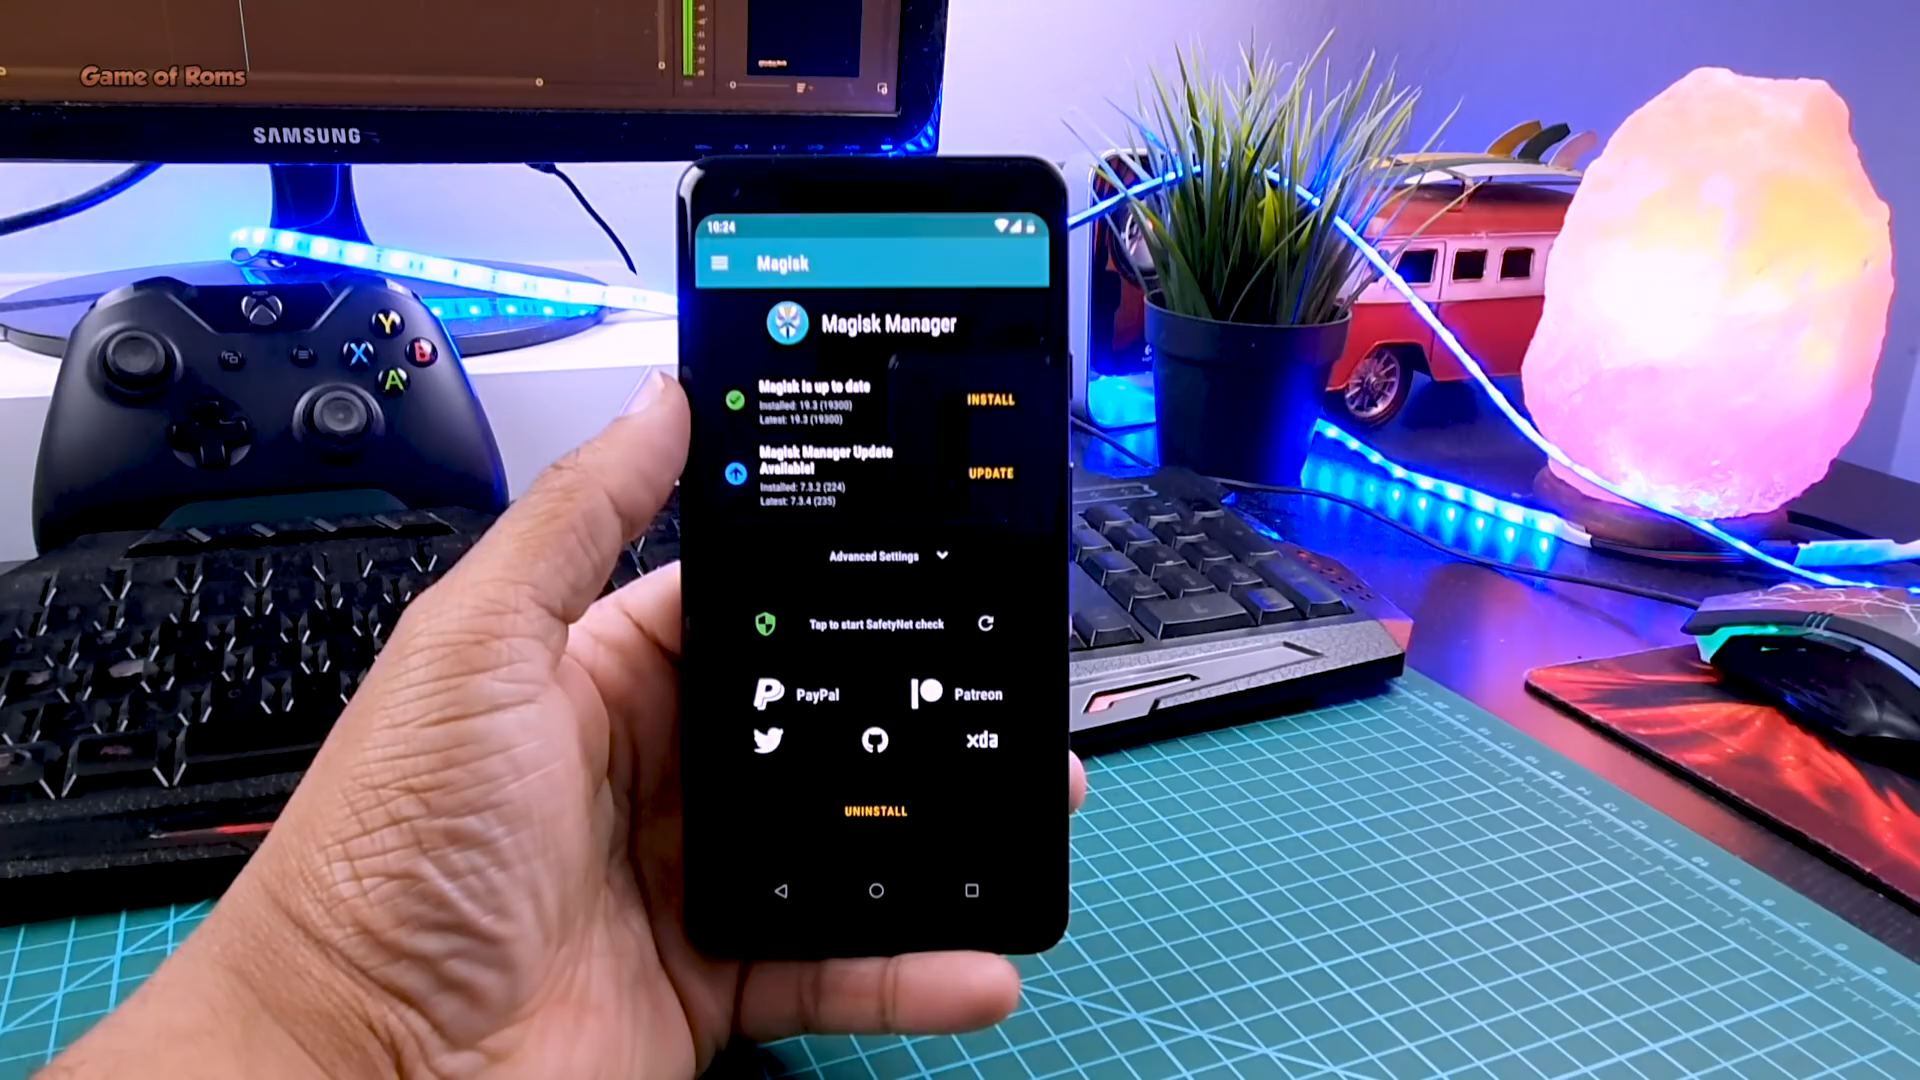 Game of Roms
SAMSUNG
10:24
Magisk
Magisk Manager
Magisk is up to date
Installed: 19.3 (19300)
Latest: 19.3 (19300)
INSTALL
Magisk Manager Update
Available!
Installed: 7.3.2 (224)
Latest: 7.3.4 (235)
UPDATE
Advanced Settings
Tap to start SafetyNet check
PayPal
Patreon
xda
UNINSTALL
Y
X
B
A